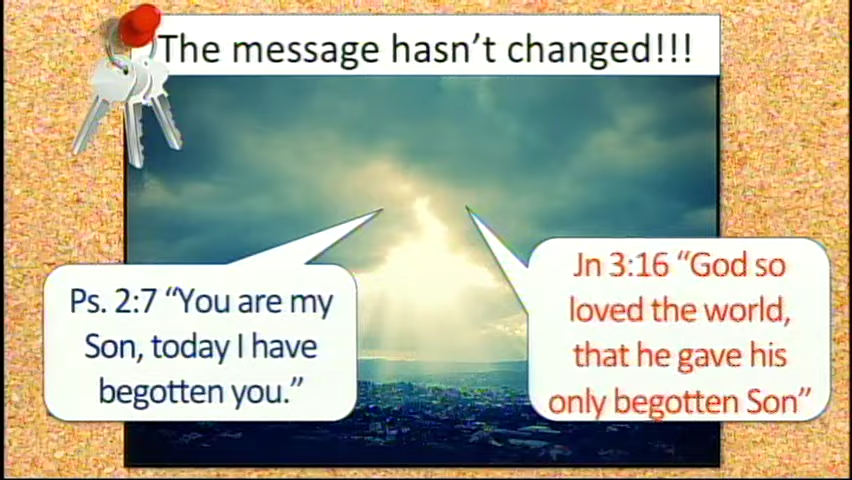 The message hasn't changed!!!
Ps. 2:7 “You are my
Son, today I have
begotten you.”
Jn 3:16 “God so
loved the world,
that he gave his
only begotten Son”